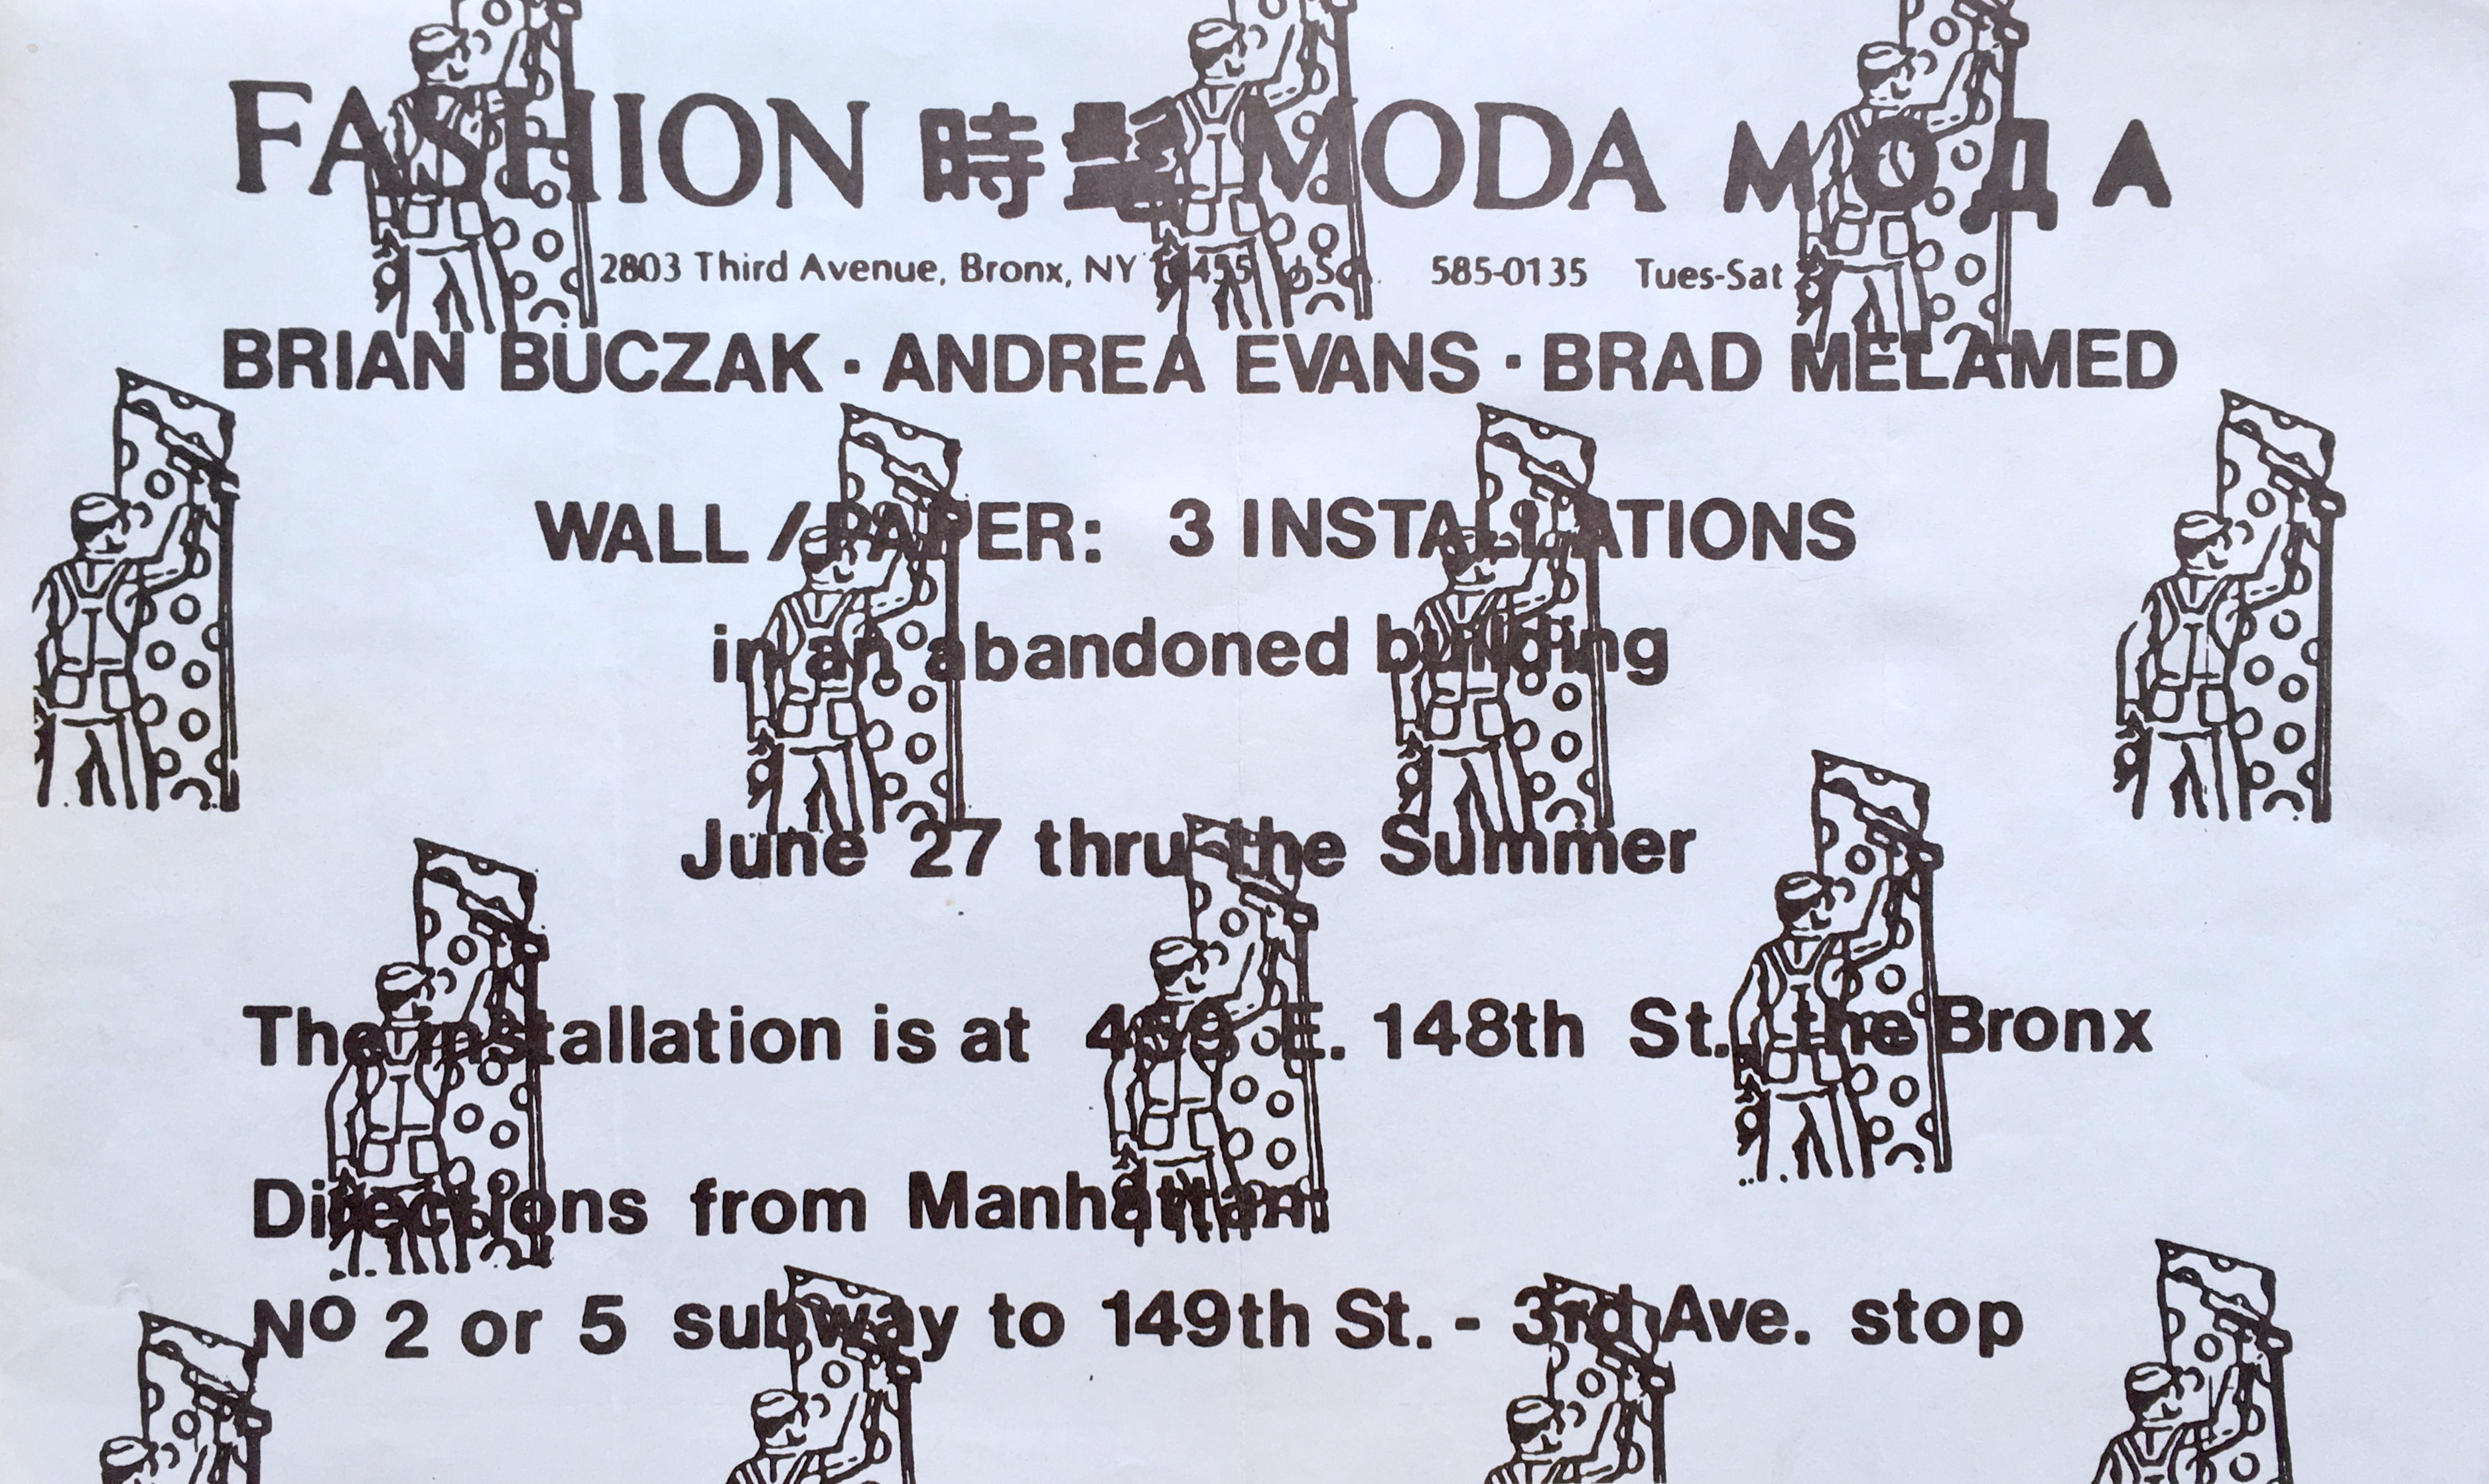 FASHION 時髦 MODA МОДА
2803 Third Avenue, Bronx, NY 10455 585-0135 Tues-Sat
BRIAN BUCZAK · ANDREA EVANS · BRAD MELAMED
WALL / PAPER: 3 INSTALLATIONS
in an abandoned building
June 27 thru the Summer
The installation is at E. 148th St. the Bronx
Directions from Manhattan:
Nº 2 or 5 subway to 149th St. - 3rd Ave. stop